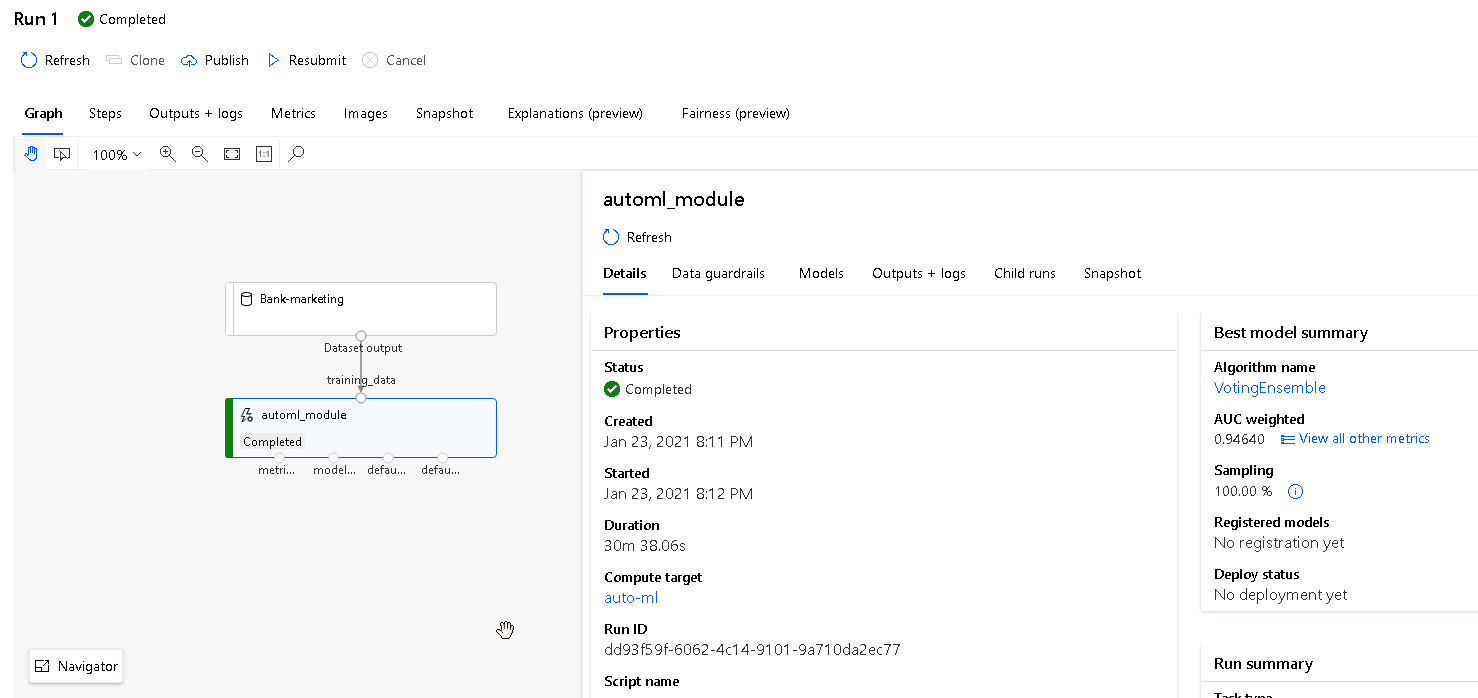 Run 1 Completed
Refresh Clone Publish Resubmit Cancel
Graph Steps Outputs + logs Metrics Images Snapshot Explanations (preview) Fairness (preview)
100% 1:1
Bank-marketing
Dataset output
training_data
automl_module
Completed
metri... model... defau... defau...
Navigator
automl_module
Refresh
Details Data guardrails Models Outputs + logs Child runs Snapshot
Properties
Status
Completed
Created
Jan 23, 2021 8:11 PM
Started
Jan 23, 2021 8:12 PM
Duration
30m 38.06s
Compute target
auto-ml
Run ID
dd93f59f-6062-4c14-9101-9a710da2ec77
Script name
Best model summary
Algorithm name
VotingEnsemble
AUC weighted
0.94640 View all other metrics
Sampling
100.00 %
Registered models
No registration yet
Deploy status
No deployment yet
Run summary
Task type